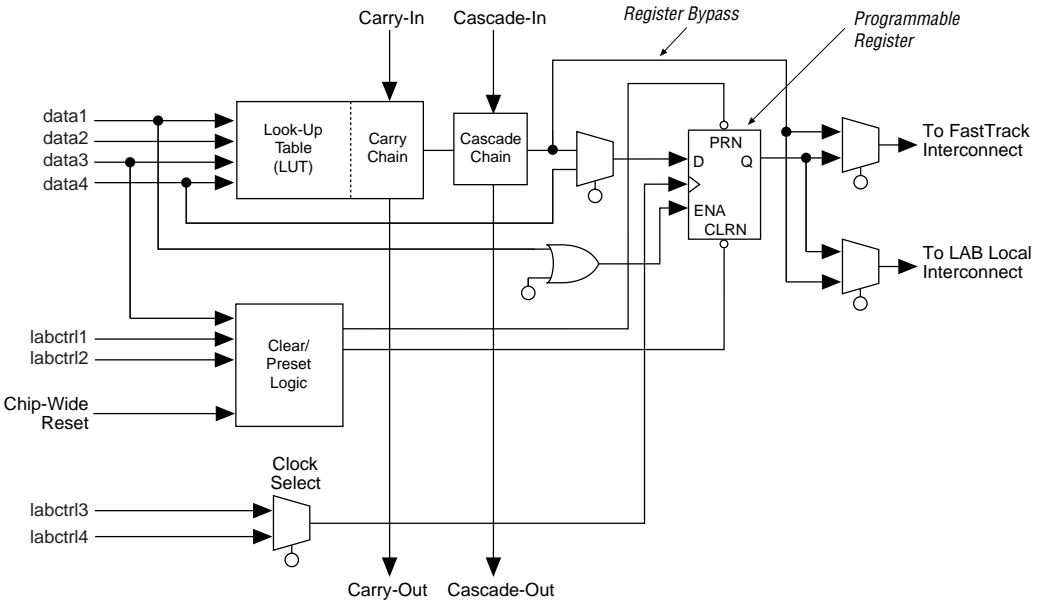 Carry-In
Cascade-In
Register Bypass
Programmable
Register
data1
data2
data3
data4
Look-Up
Table
(LUT)
Carry
Chain
Cascade
Chain
PRN
D
Q
ENA
CLRN
To FastTrack
Interconnect
To LAB Local
Interconnect
labctrl1
labctrl2
Clear/
Preset
Logic
Chip-Wide
Reset
Clock
Select
labctrl3
labctrl4
Carry-Out
Cascade-Out